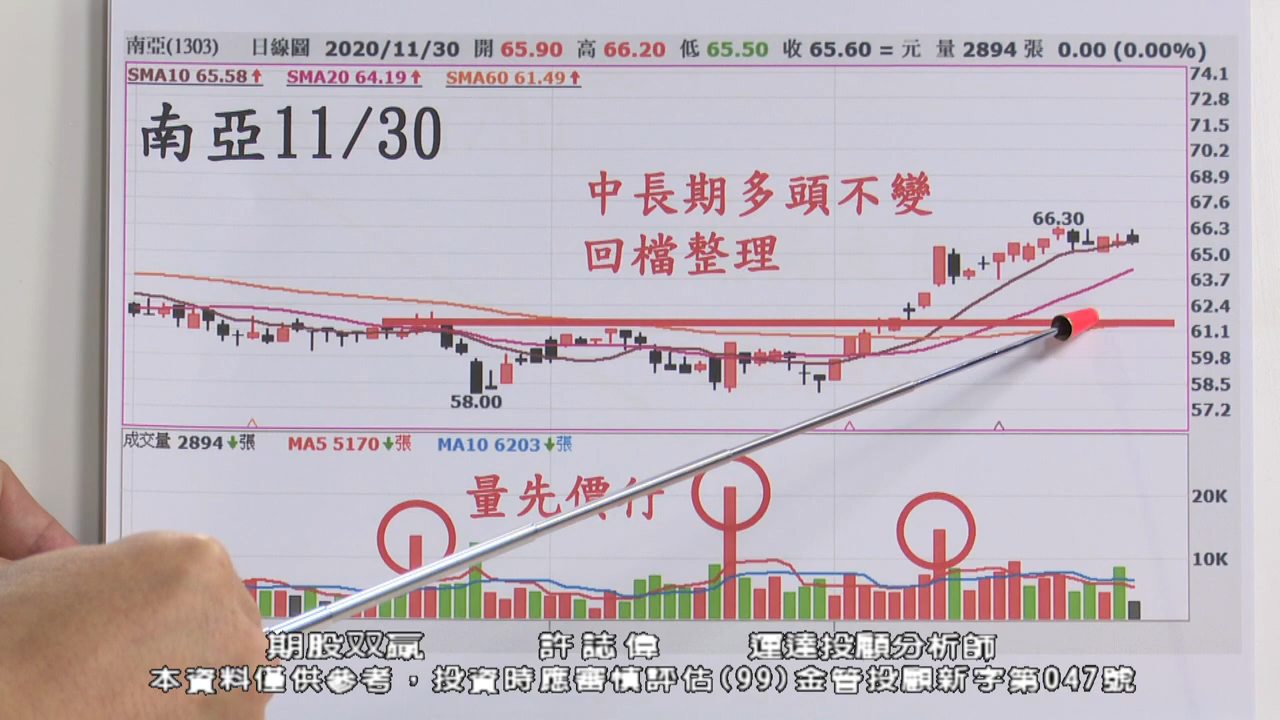 南亞(1303) 日線圖 2020/11/30 開 65.90 高 66.20 低 65.50 收 65.60 = 元 量 2894 張 0.00 (0.00%)
SMA10 65.58↑ SMA20 64.19↑ SMA60 61.49↑
74.1
72.8
南亞11/30
71.5
70.2
中長期多頭不變
68.9
67.6
66.30
66.3
回檔整理
65.0
63.7
62.4
61.1
59.8
58.5
58.00
57.2
成交量 2894↓張 MA5 5170↓張 MA10 6203↓張
量先價行
20K
10K
期股双贏 許誌偉 運達投顧分析師
本資料僅供參考，投資時應審慎評估(99)金管投顧新字第047號